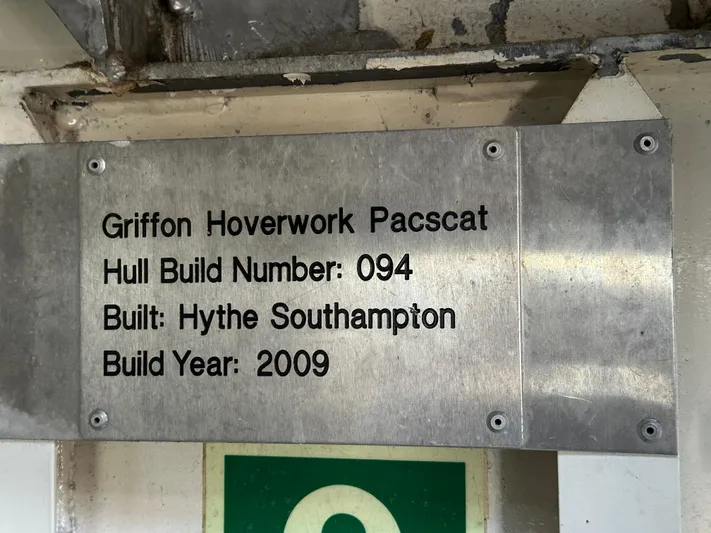 Griffon Hoverwork Pacscat
Hull Build Number: 094
Built: Hythe Southampton
Build Year: 2009